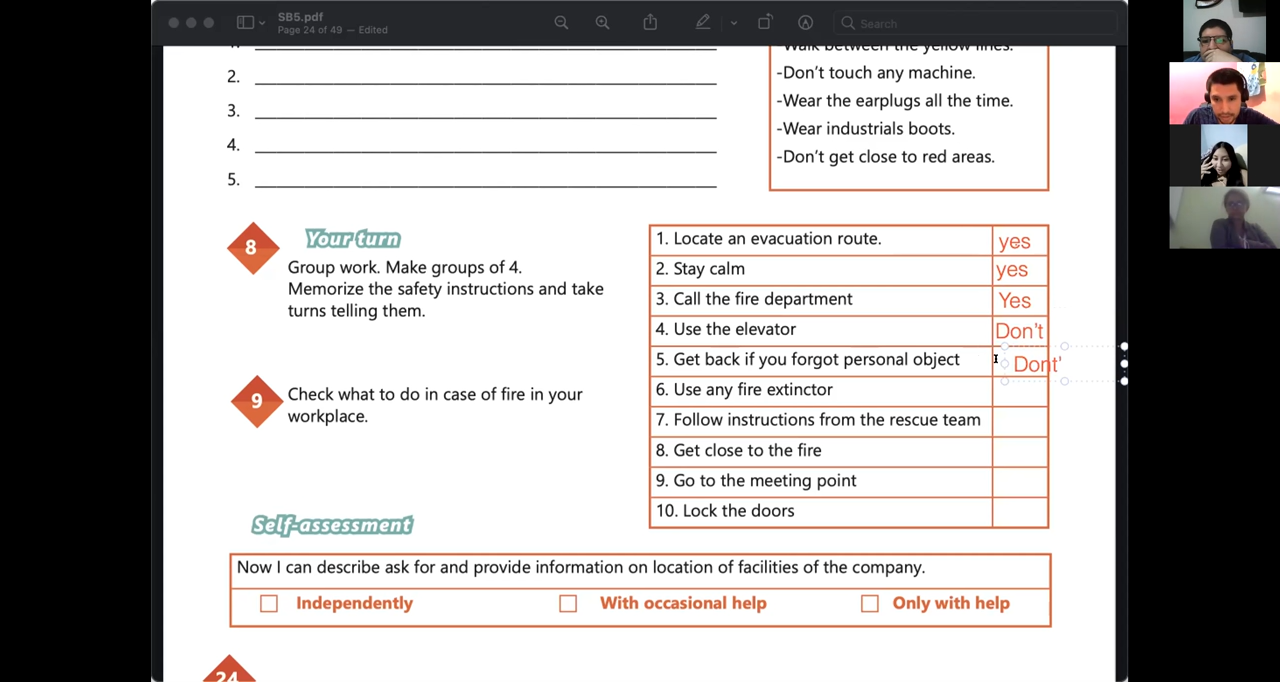 SB5.pdf
Page 24 of 49 — Edited
Search
-Walk between the yellow lines.
2.
-Don't touch any machine.
3.
-Wear the earplugs all the time.
4.
-Wear industrials boots.
5.
-Don't get close to red areas.
8
Your turn
Group work. Make groups of 4.
Memorize the safety instructions and take
turns telling them.
9
Check what to do in case of fire in your
workplace.
1. Locate an evacuation route. yes
2. Stay calm yes
3. Call the fire department Yes
4. Use the elevator Don't
5. Get back if you forgot personal object Dont'
6. Use any fire extinctor
7. Follow instructions from the rescue team
8. Get close to the fire
9. Go to the meeting point
10. Lock the doors
Self-assessment
Now I can describe ask for and provide information on location of facilities of the company.
Independently With occasional help Only with help
24